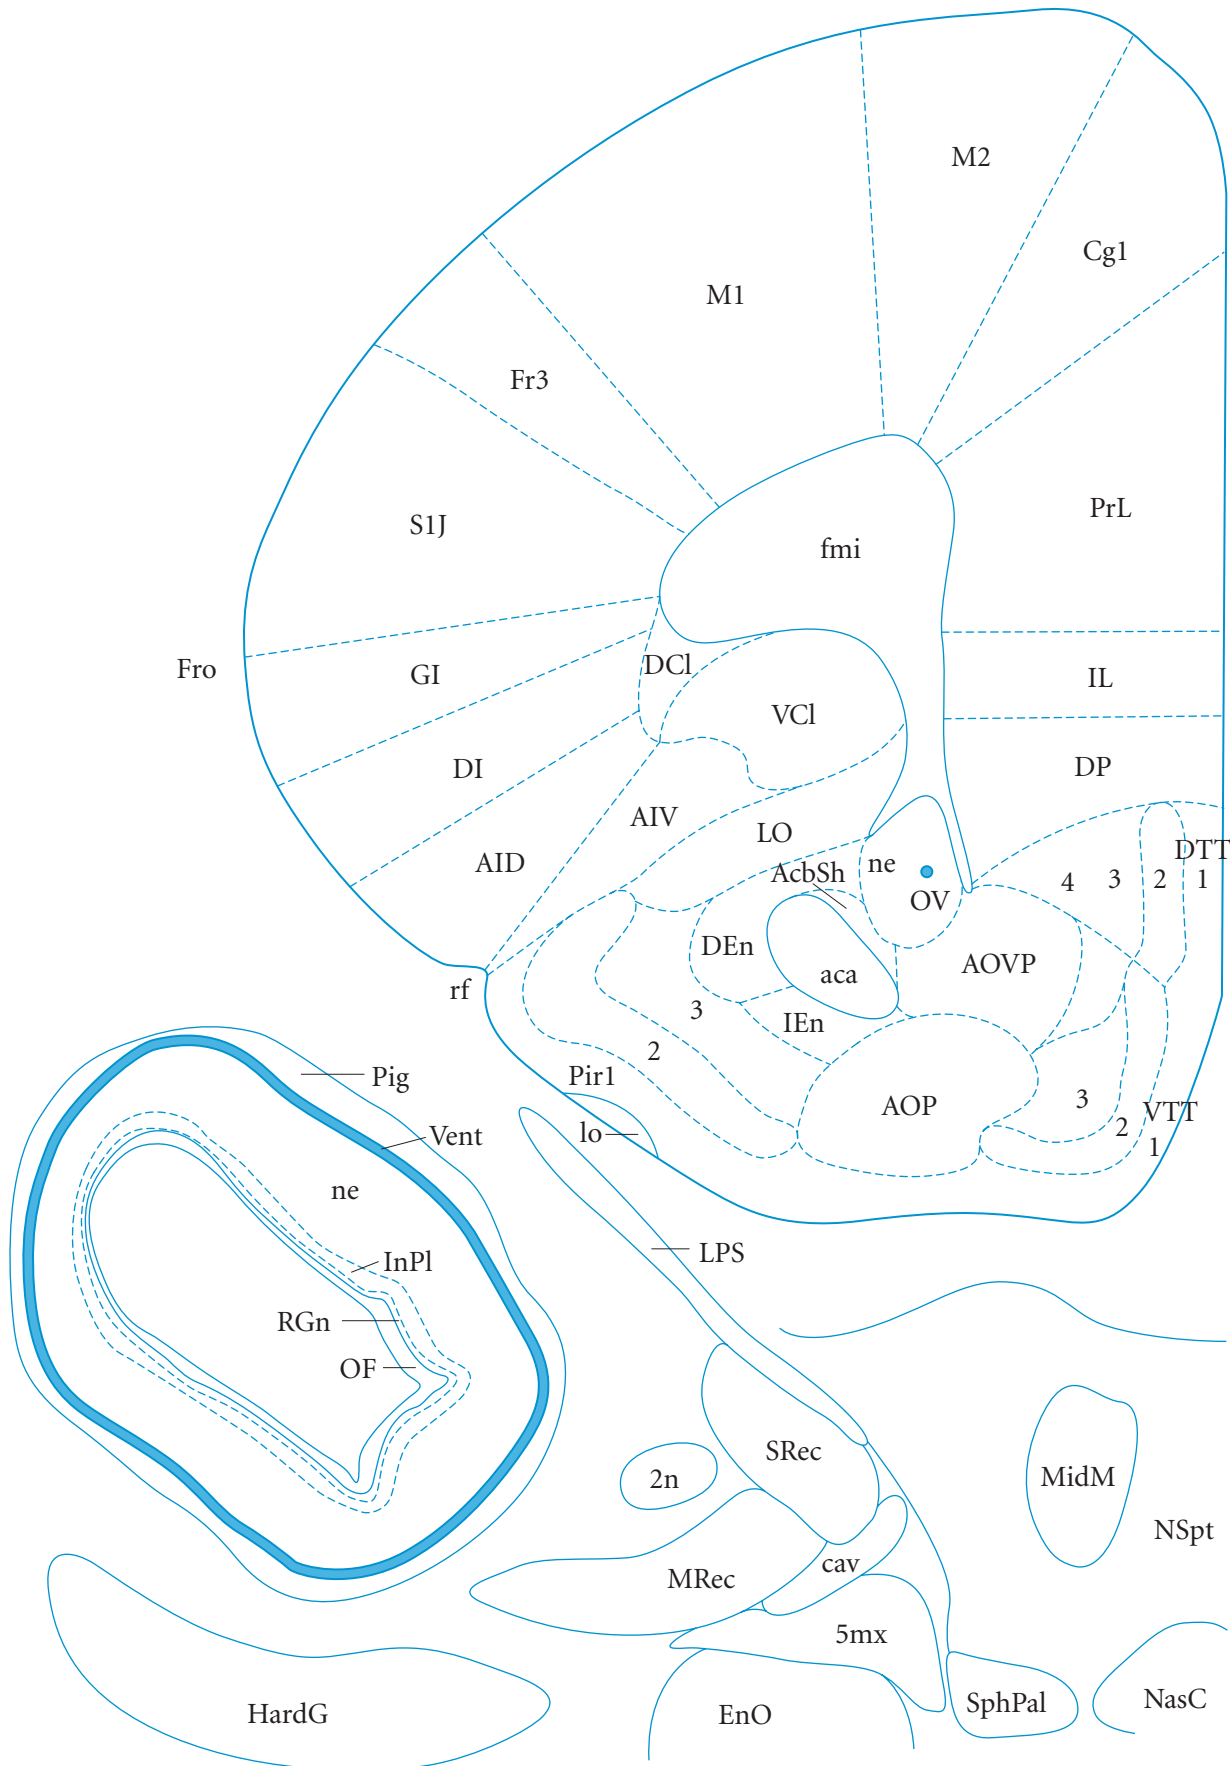 M2
Cg1
M1
Fr3
PrL
S1J
fmi
Fro
GI
DCl
IL
VCl
DI
DP
AIV
LO
AID
AcbSh
ne
OV
4
3
2
DTT
1
DEn
aca
AOVP
rf
3
IEn
2
Pir1
AOP
3
2
VTT
1
lo
Pig
Vent
ne
InPl
LPS
RGn
OF
SRec
2n
MidM
NSpt
MRec
cav
5mx
HardG
EnO
SphPal
NasC